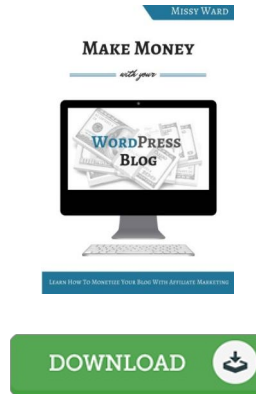 MISSY WARD
MAKE MONEY
with your
WORDPRESS
BLOG
LEARN HOW TO MONETIZE YOUR BLOG WITH AFFILIATE MARKETING
DOWNLOAD